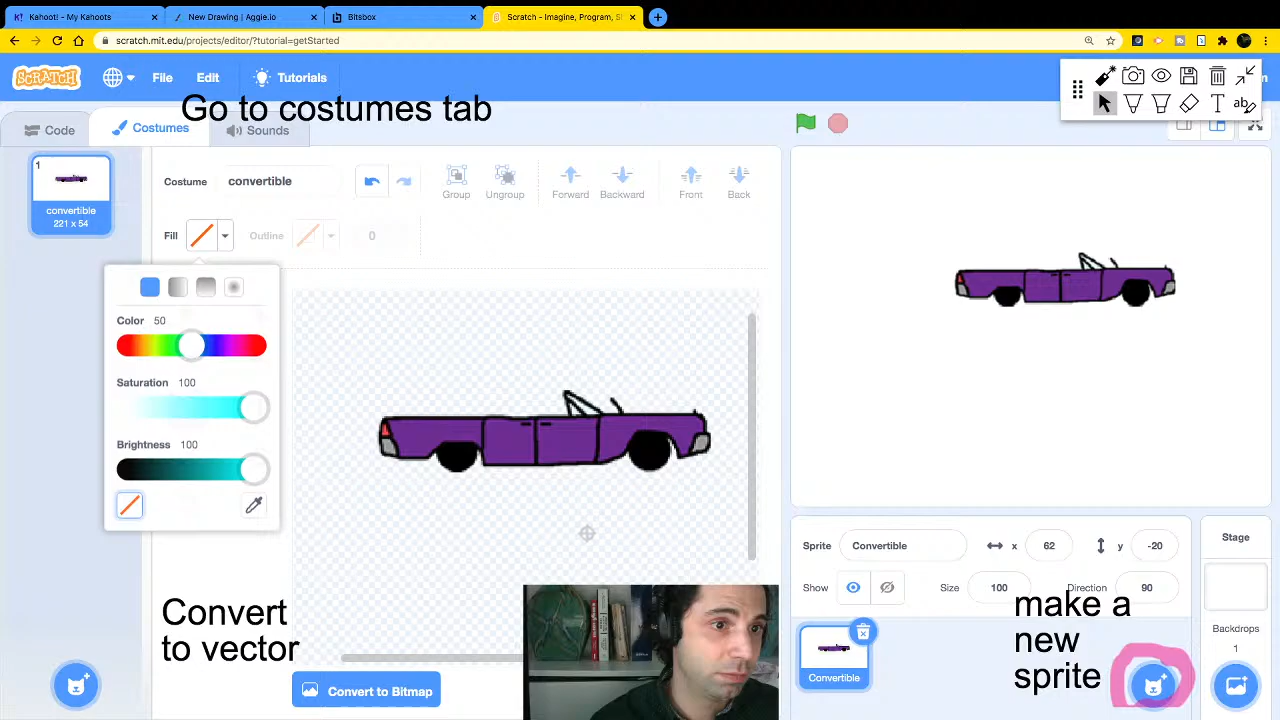 Kahoot! - My Kahoots
New Drawing | Aggie.io
Bitsbox
Scratch - Imagine, Program, S
scratch.mit.edu/projects/editor/?tutorial=getStarted
SCRATCH
File
Edit
Tutorials
Go to costumes tab
Code
Costumes
Sounds
1
convertible
221 x 54
Costume
convertible
Group
Ungroup
Forward
Backward
Front
Back
Fill
Outline
0
Color 50
Saturation 100
Brightness 100
Convert
to vector
Convert to Bitmap
Sprite
Convertible
x
62
y
-20
Show
Size
100
Direction
90
Convertible
make a
new
sprite
Stage
Backdrops
1
T
ab